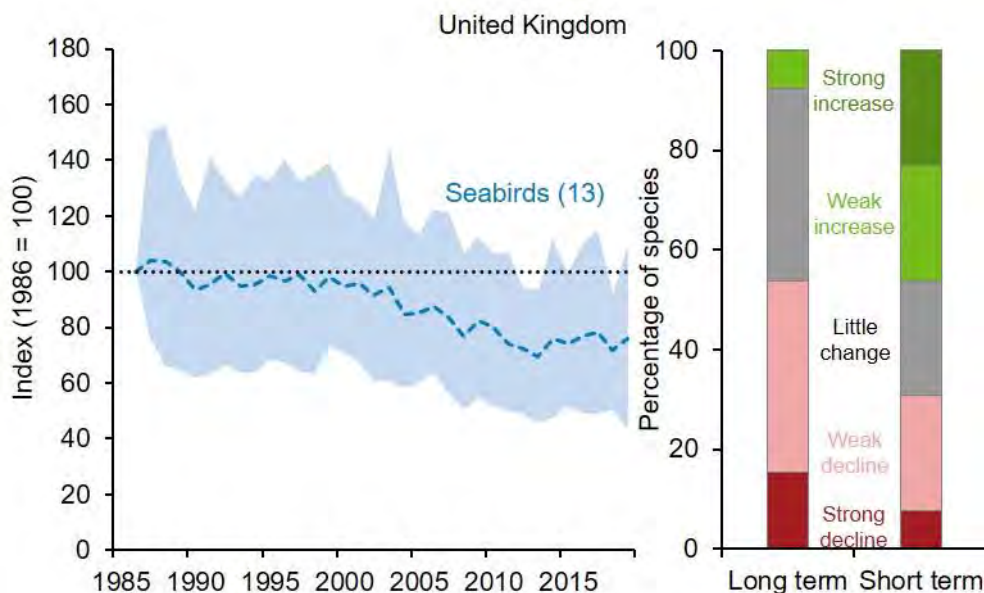 United Kingdom
Index (1986 = 100)
180
160
140
120
100
80
60
40
20
0
1985 1990 1995 2000 2005 2010 2015
Seabirds (13)
Percentage of species
100
80
60
40
20
0
Strong
increase
Weak
increase
Little
change
Weak
decline
Strong
decline
Long term Short term